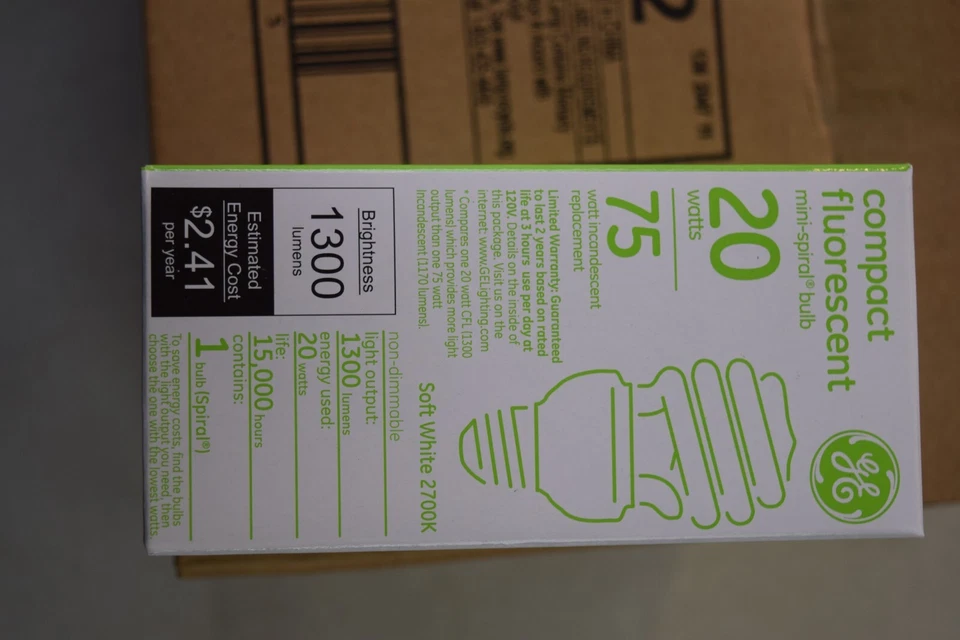 compact
fluorescent
mini-spiral® bulb
GE
20
watts
75
watt incandescent
replacement
Limited Warranty: Guaranteed
to last 2 years based on rated
life at 3 hours use per day at
120V. Details on the inside of
this package. Visit us on the
internet: www.GELighting.com
* Compares one 20 watt CFL (1300
lumens) which provides more light
output than one 75 watt
Incandescent (1170 lumens).
Soft White 2700K
Brightness
1300
lumens
Estimated
Energy Cost
$2.41
per year
non-dimmable
light output:
1300 lumens
energy used:
20 watts
life:
15,000 hours
contains:
1 bulb (Spiral®)
To save energy costs, find the bulbs
with the light output you need, then
choose the one with the lowest watts.
2